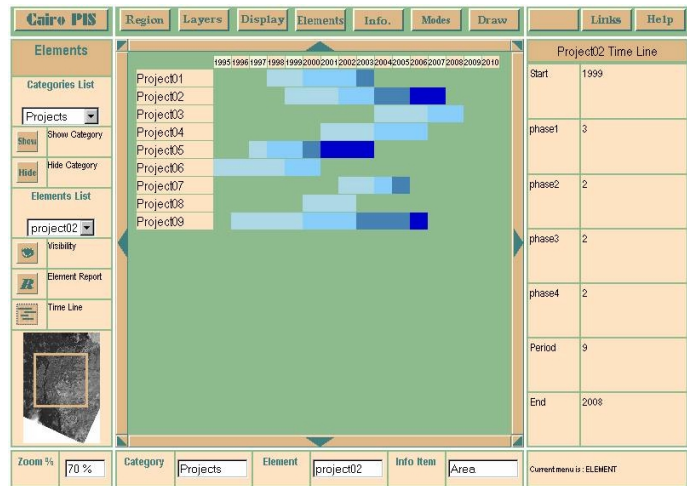 Cairo PIS
Region Layers Display Elements Info. Modes Draw
Links Help
Elements
Categories List
Projects
Show Show Category
Hide Hide Category
Elements List
project02
Visibility
R Element Report
Time Line
1995 1996 1997 1998 1999 2000 2001 2002 2003 2004 2005 2006 2007 2008 2009 2010
Project01
Project02
Project03
Project04
Project05
Project06
Project07
Project08
Project09
Project02 Time Line
Start 1999
phase1 3
phase2 2
phase3 2
phase4 2
Period 9
End 2008
Zoom % 70 %
Category Projects
Element project02
Info Item Area
Current menu is : ELEMENT